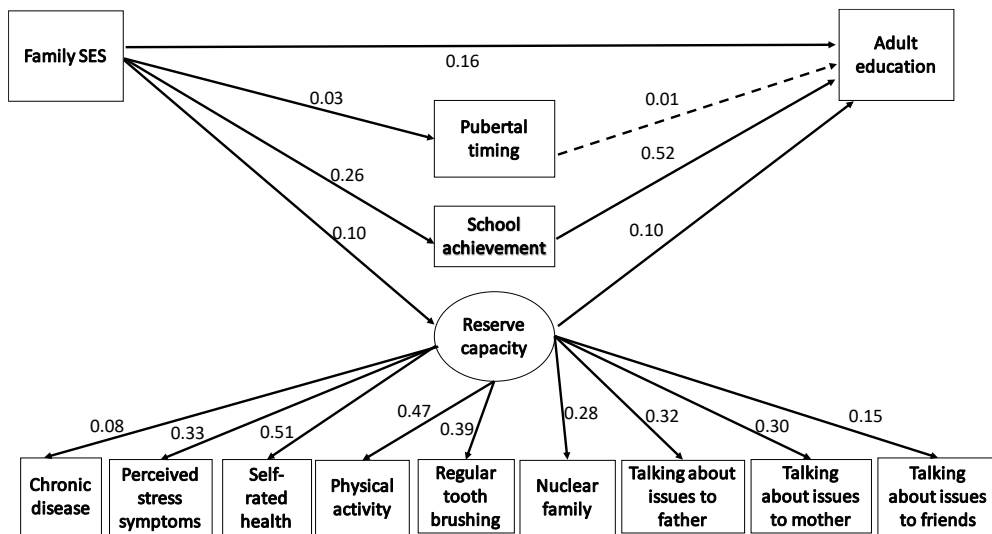 Family SES
Adult
education
0.16
0.03
0.01
Pubertal
timing
0.26
0.52
School
achievement
0.10
0.10
Reserve
capacity
0.08
0.33
0.51
0.47
0.39
0.28
0.32
0.30
0.15
Chronic
disease
Perceived
stress
symptoms
Self-
rated
health
Physical
activity
Regular
tooth
brushing
Nuclear
family
Talking about
issues to
father
Talking
about issues
to mother
Talking
about issues
to friends